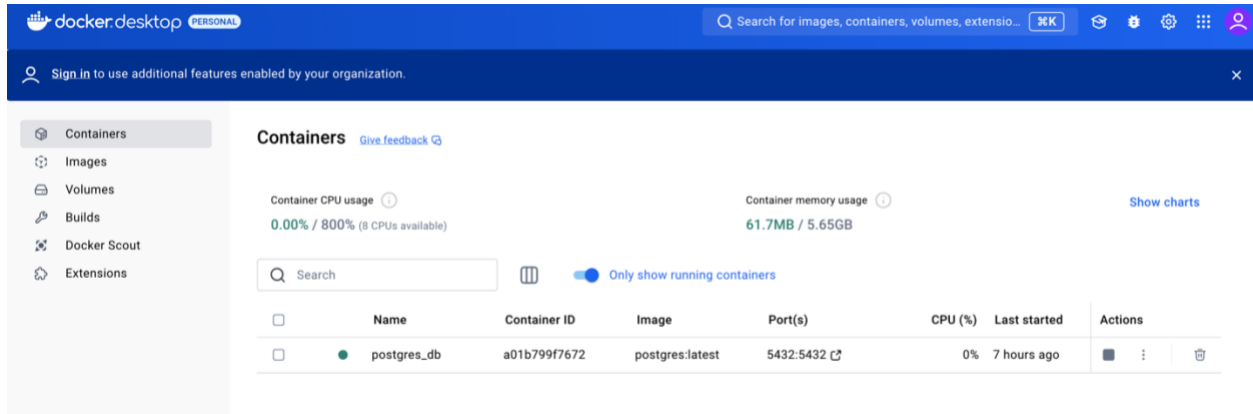 docker.desktop PERSONAL Search for images, containers, volumes, extensio... ⌘K
Sign in to use additional features enabled by your organization.
Containers
Images
Volumes
Builds
Docker Scout
Extensions
Containers Give feedback
Container CPU usage Container memory usage Show charts
0.00% / 800% (8 CPUs available) 61.7MB / 5.65GB
Search Only show running containers
Name Container ID Image Port(s) CPU (%) Last started Actions
postgres_db a01b799f7672 postgres:latest 5432:5432 0% 7 hours ago